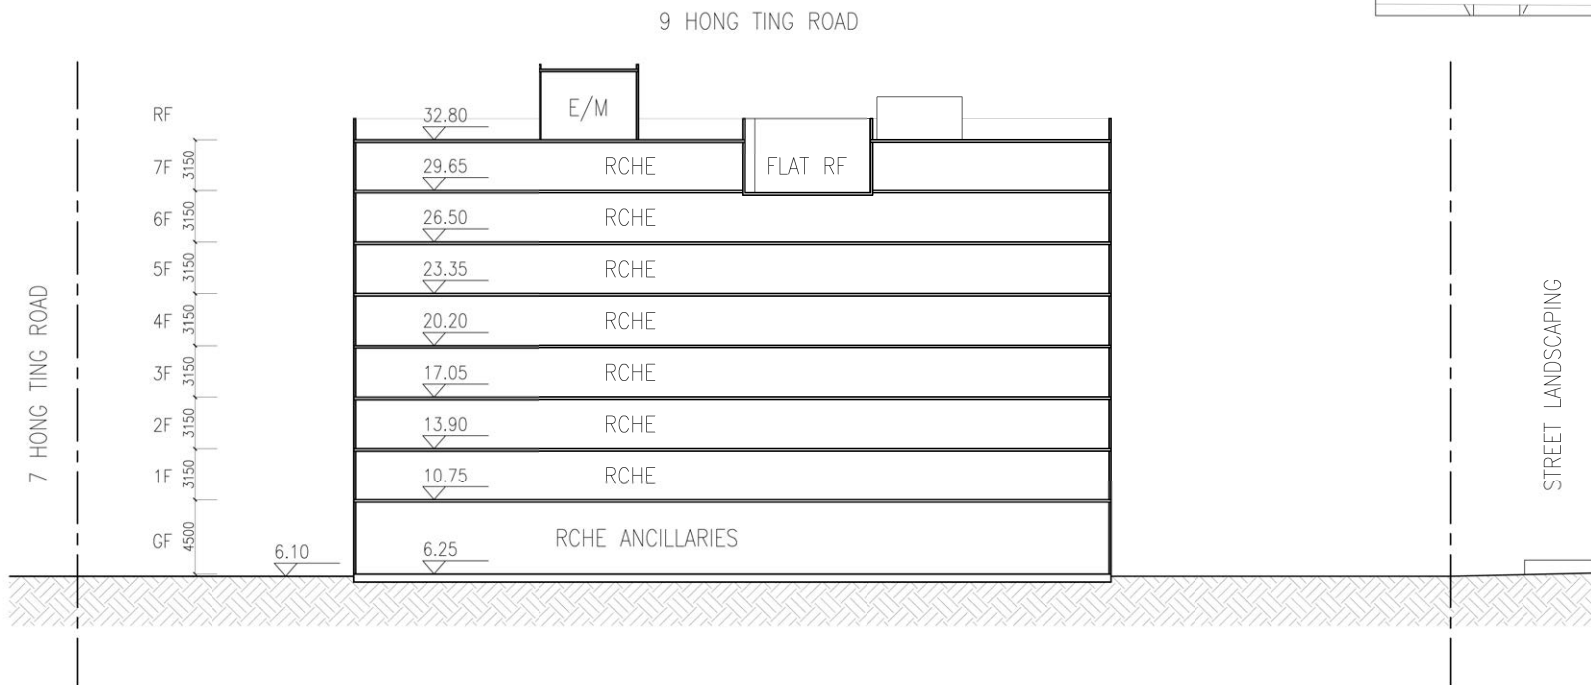 9 HONG TING ROAD
E/M
RF
32.80
7F
3150
29.65
RCHE
FLAT RF
6F
3150
26.50
RCHE
5F
3150
23.35
RCHE
4F
3150
20.20
RCHE
3F
3150
17.05
RCHE
2F
3150
13.90
RCHE
1F
3150
10.75
RCHE
GF
4500
6.10
6.25
RCHE ANCILLARIES
7 HONG TING ROAD
STREET LANDSCAPING